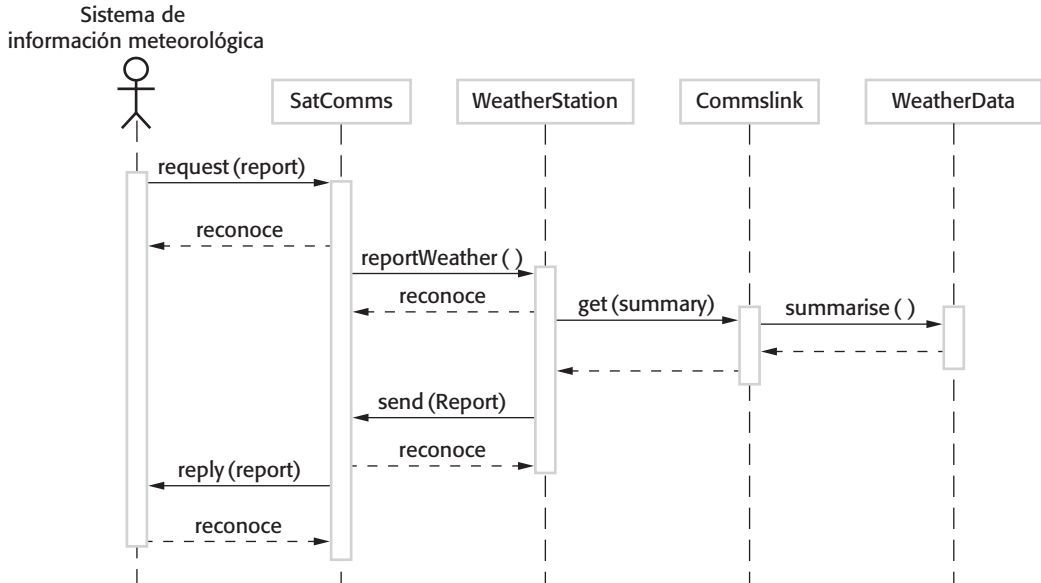 Sistema de
información meteorológica
SatComms
WeatherStation
Commslink
WeatherData
request (report)
reconoce
reportWeather ( )
reconoce
get (summary)
summarise ( )
send (Report)
reconoce
reply (report)
reconoce